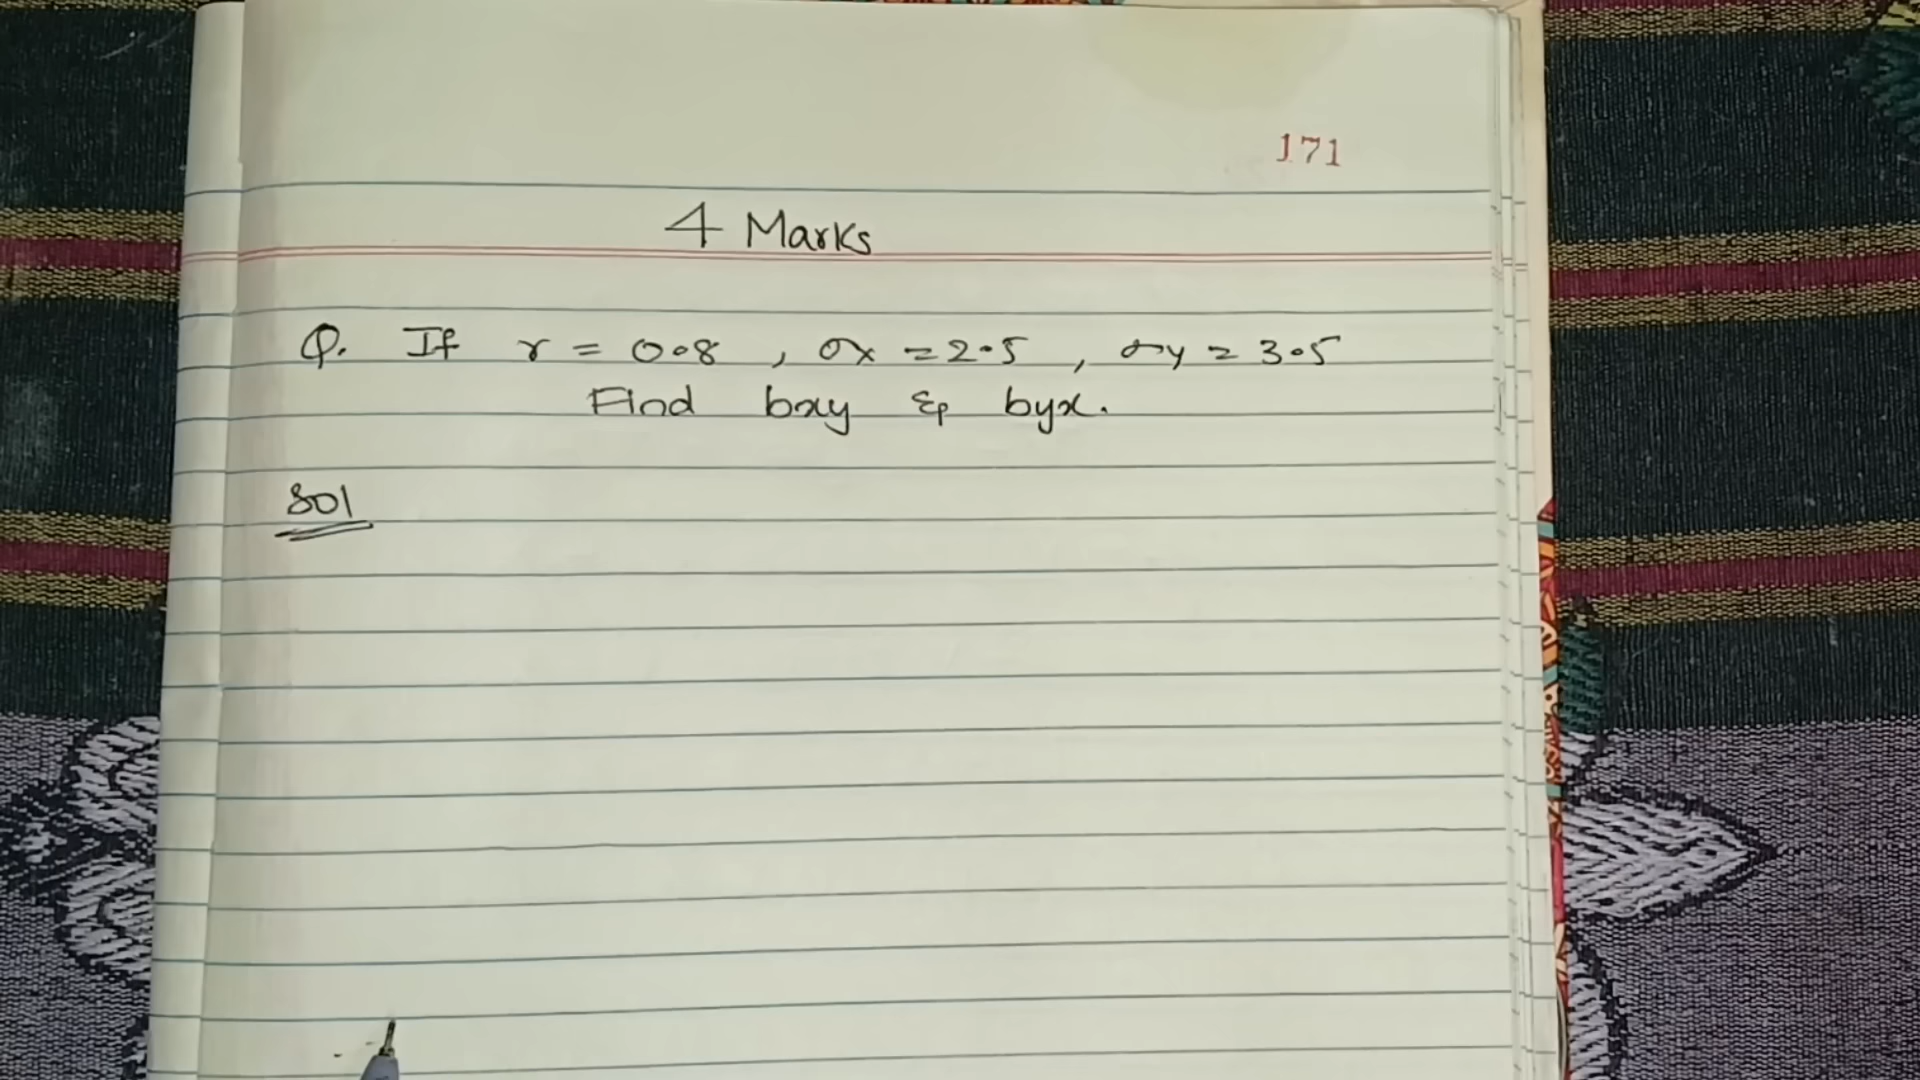 171
4 Marks
Q. If r = 0.8 , σx = 2.5 , σy = 3.5
Find bxy & byx.
Sol